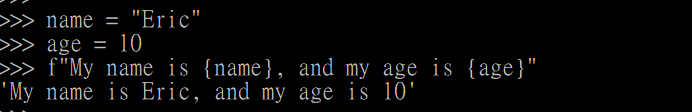 >>> name = "Eric"
>>> age = 10
>>> f"My name is {name}, and my age is {age}"
'My name is Eric, and my age is 10'